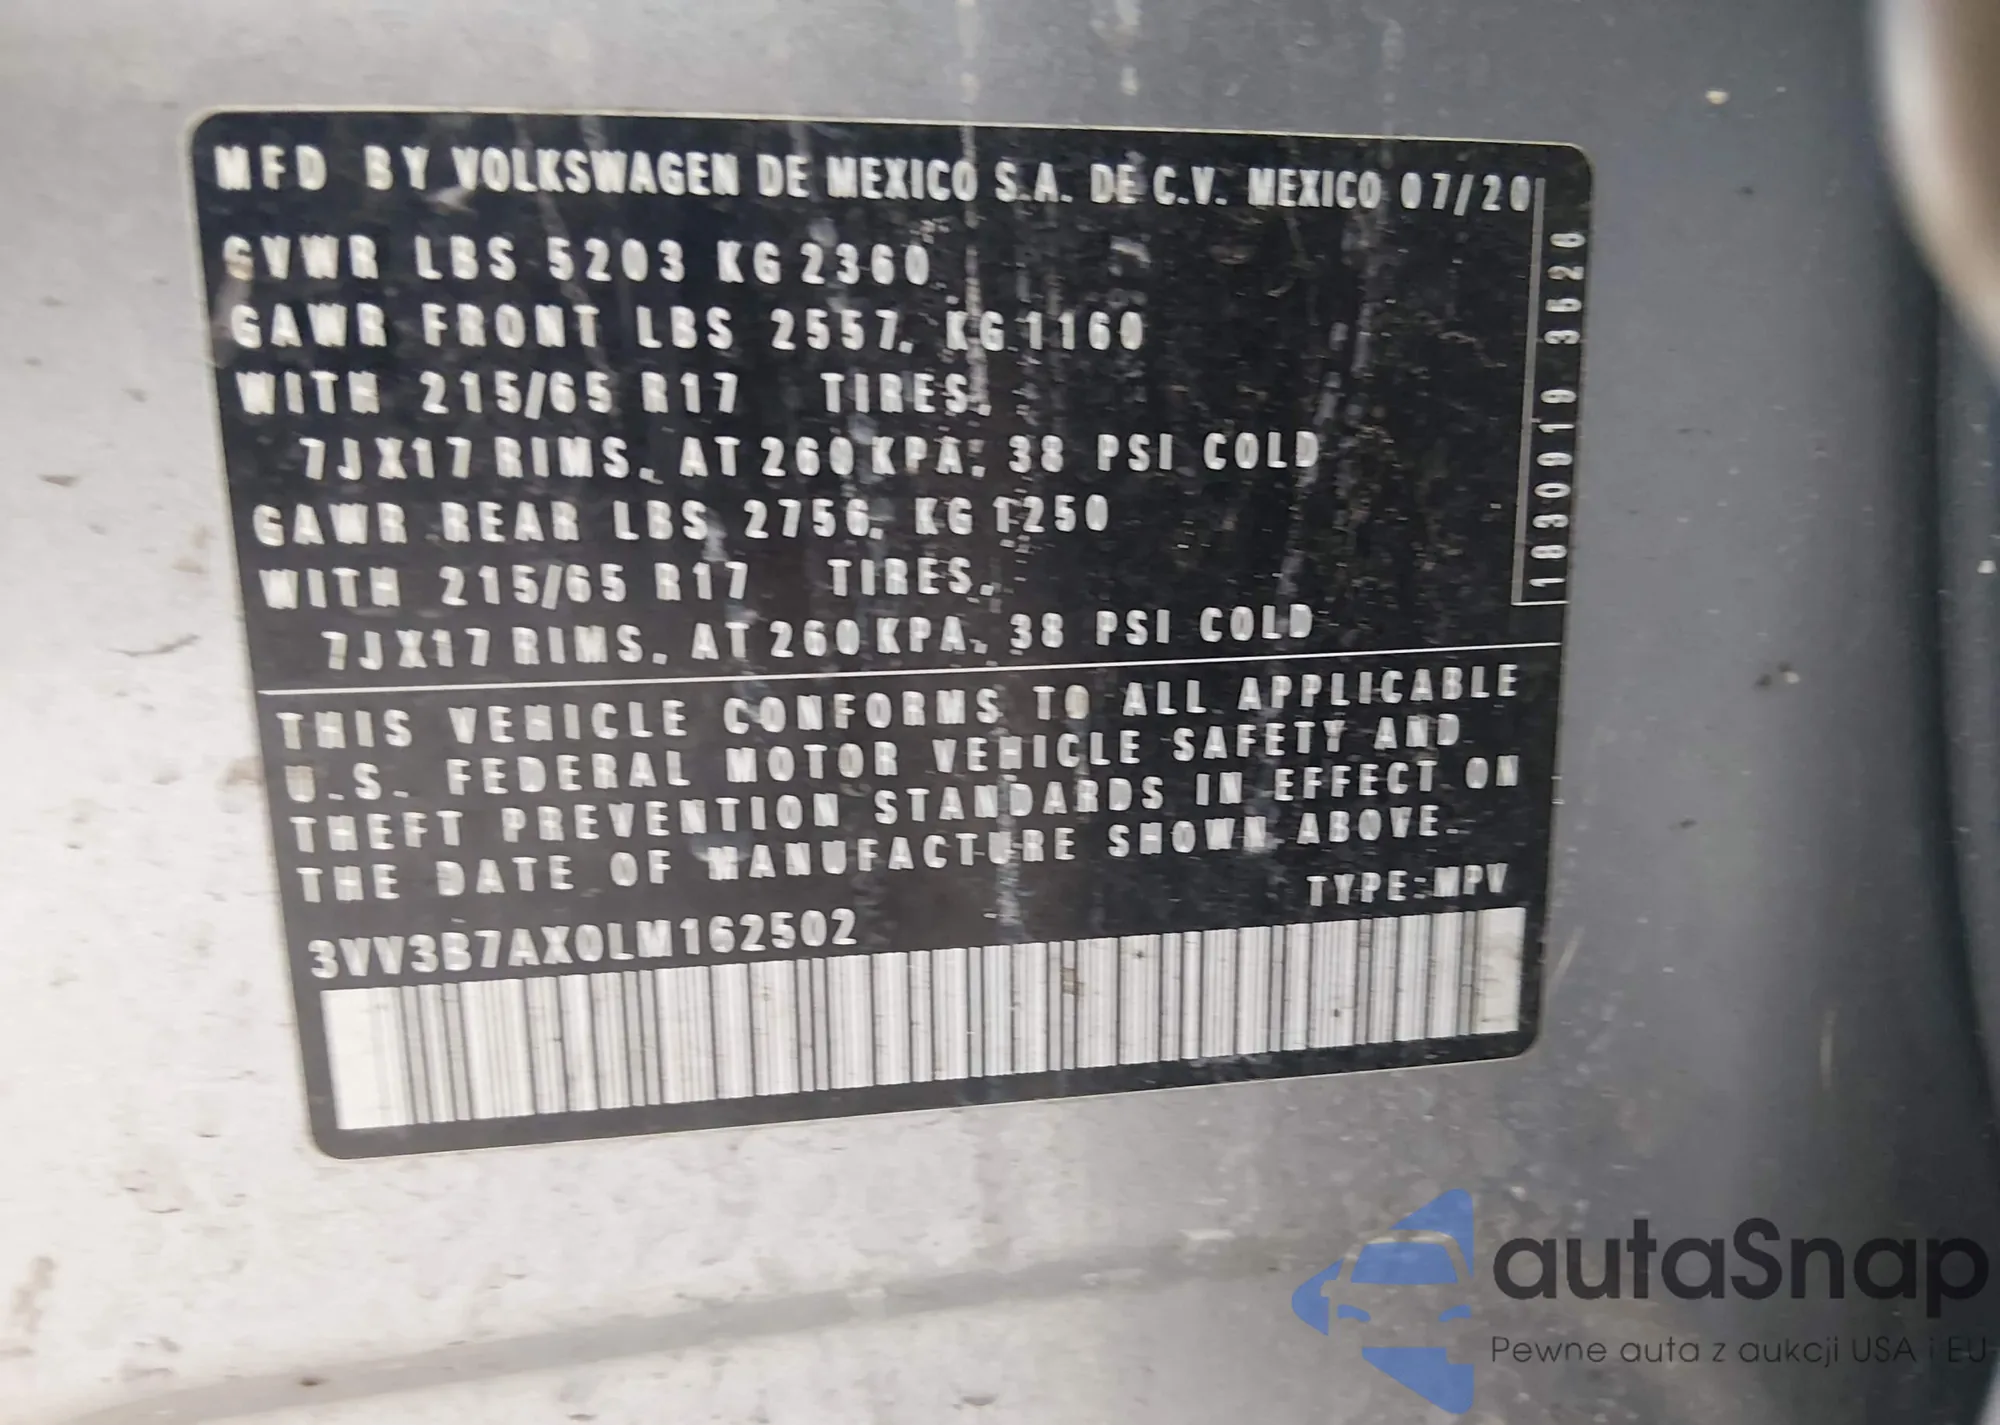 MFD BY VOLKSWAGEN DE MEXICO S.A. DE C.V. MEXICO 07/20
GVWR LBS 5203 KG 2360
GAWR FRONT LBS 2557, KG 1160
WITH 215/65 R17 TIRES,
7JX17 RIMS, AT 260 KPA, 38 PSI COLD
GAWR REAR LBS 2756, KG 1250
WITH 215/65 R17 TIRES,
7JX17 RIMS, AT 260 KPA, 38 PSI COLD
1830019 3620
THIS VEHICLE CONFORMS TO ALL APPLICABLE
U.S. FEDERAL MOTOR VEHICLE SAFETY AND
THEFT PREVENTION STANDARDS IN EFFECT ON
THE DATE OF MANUFACTURE SHOWN ABOVE.
TYPE: MPV
3VV3B7AX0LM162502
autaSnap
Pewne auta z aukcji USA i EU